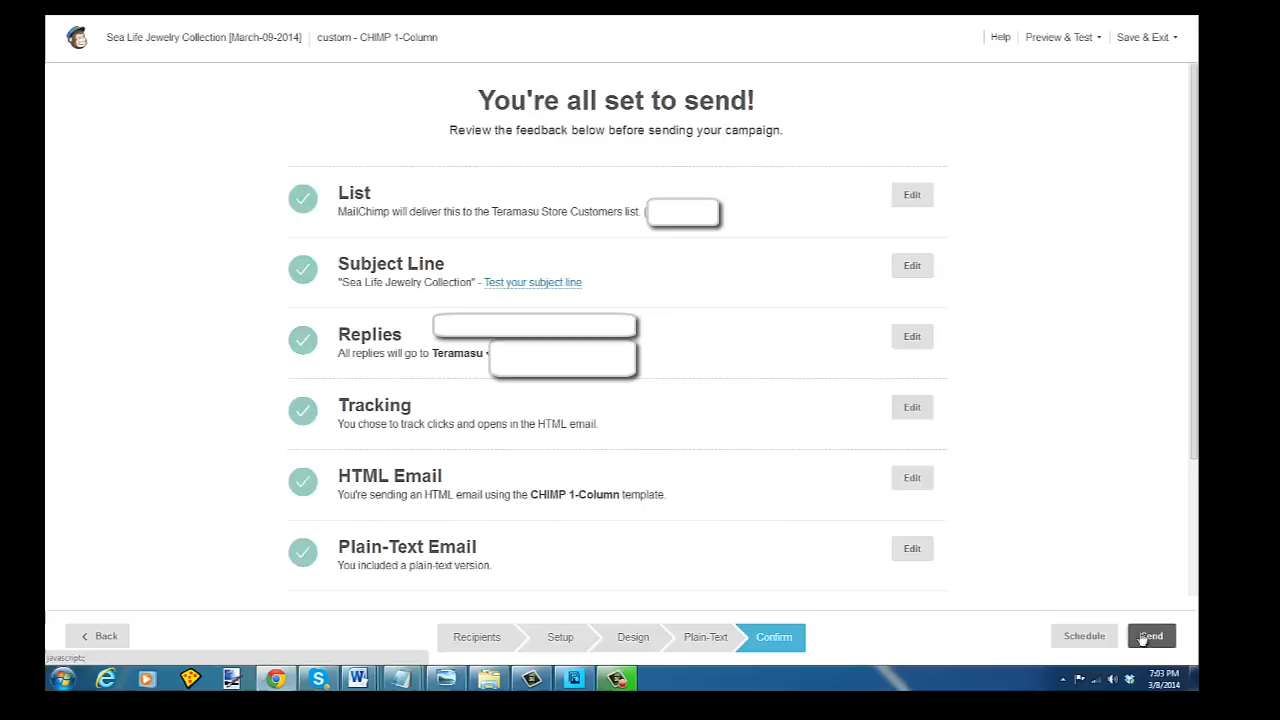 Sea Life Jewelry Collection [March-09-2014] custom - CHIMP 1-Column Help Preview & Test Save & Exit
You're all set to send!
Review the feedback below before sending your campaign.
List
Edit
MailChimp will deliver this to the Teramasu Store Customers list. (
Subject Line
Edit
"Sea Life Jewelry Collection" - Test your subject line
Replies
Edit
All replies will go to Teramasu
Tracking
Edit
You chose to track clicks and opens in the HTML email.
HTML Email
Edit
You're sending an HTML email using the CHIMP 1-Column template.
Plain-Text Email
Edit
You included a plain-text version.
Back Recipients Setup Design Plain-Text Confirm Schedule Send
javascript:;
7:03 PM
3/8/2014